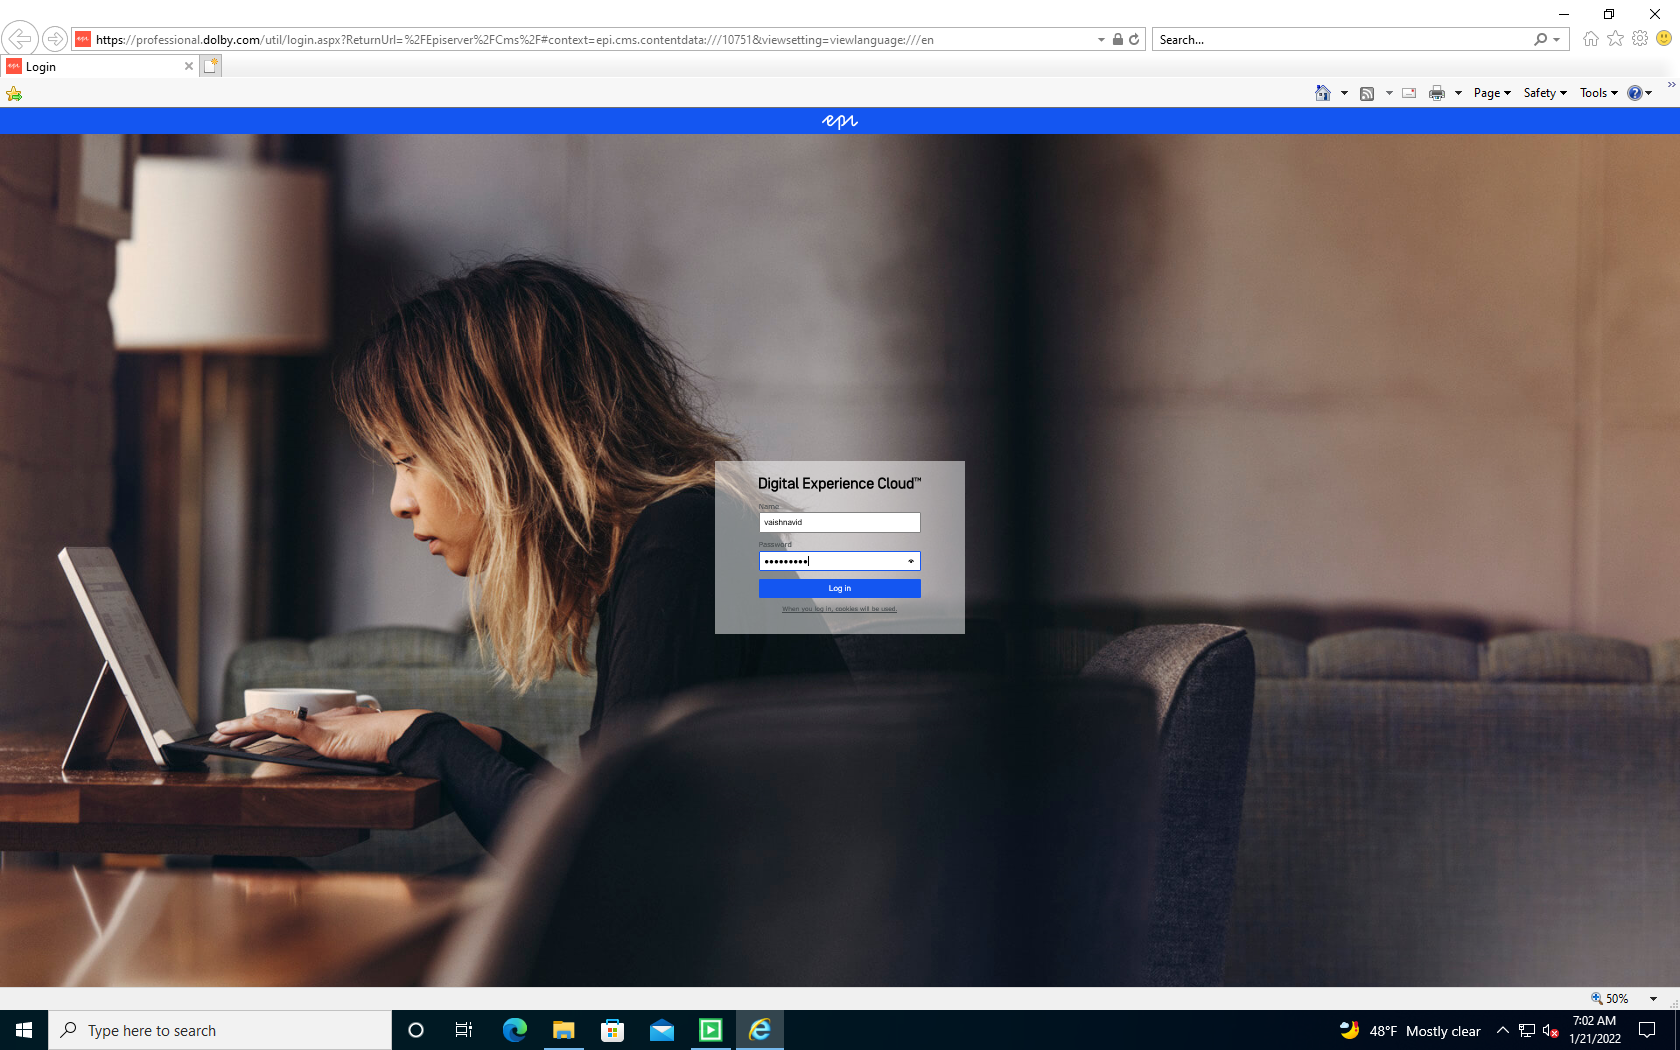 https://professional.dolby.com/util/login.aspx?ReturnUrl=%2FEpiserver%2FCms%2F#context=epi.cms.contentdata:///10751&viewsetting=viewlanguage:///en
Search...
epi Login
Page
Safety
Tools
epi
Digital Experience Cloud™
Name
vaishnavid
Password
Log in
When you log in, cookies will be used.
50%
Type here to search
48°F Mostly clear
7:02 AM
1/21/2022